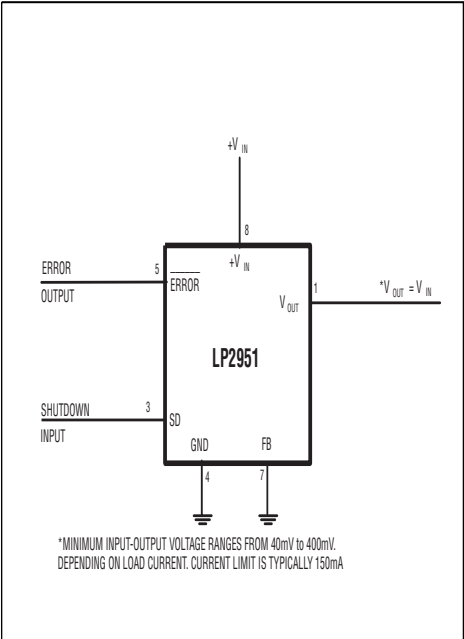 +V IN
8
+V IN
ERROR
5
ERROR
OUTPUT
1
*V OUT = V IN
V OUT
LP2951
SHUTDOWN
3
SD
INPUT
GND
FB
4
7
*MINIMUM INPUT-OUTPUT VOLTAGE RANGES FROM 40mV to 400mV.
DEPENDING ON LOAD CURRENT. CURRENT LIMIT IS TYPICALLY 150mA